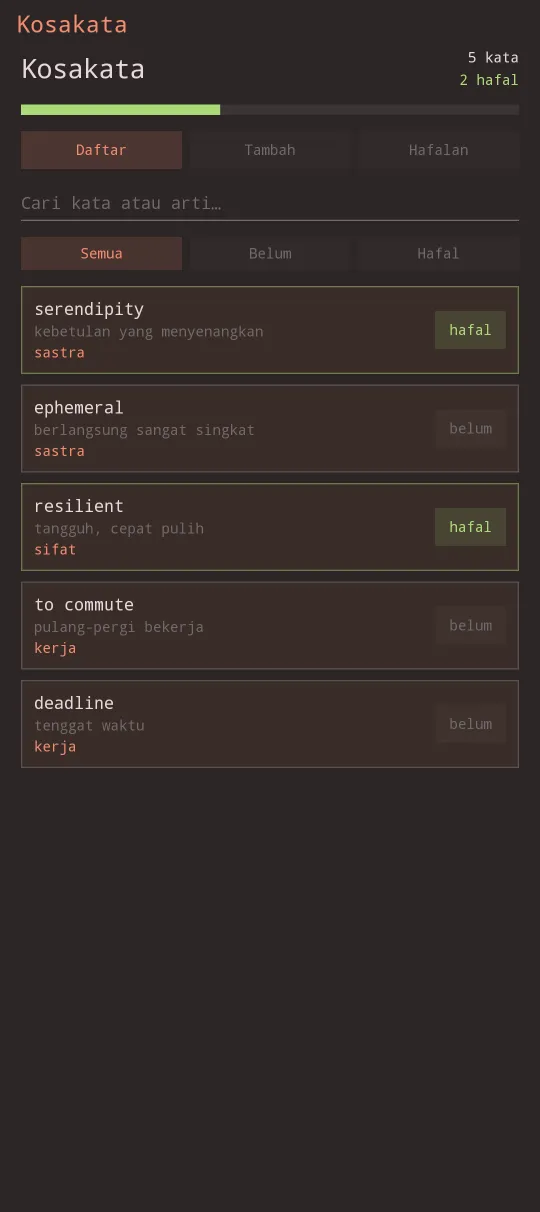 Kosakata
Kosakata
5 kata
2 hafal
Daftar
Tambah
Hafalan
Cari kata atau arti…
Semua
Belum
Hafal
serendipity
kebetulan yang menyenangkan
sastra
hafal
ephemeral
berlangsung sangat singkat
sastra
belum
resilient
tangguh, cepat pulih
sifat
hafal
to commute
pulang-pergi bekerja
kerja
belum
deadline
tenggat waktu
kerja
belum